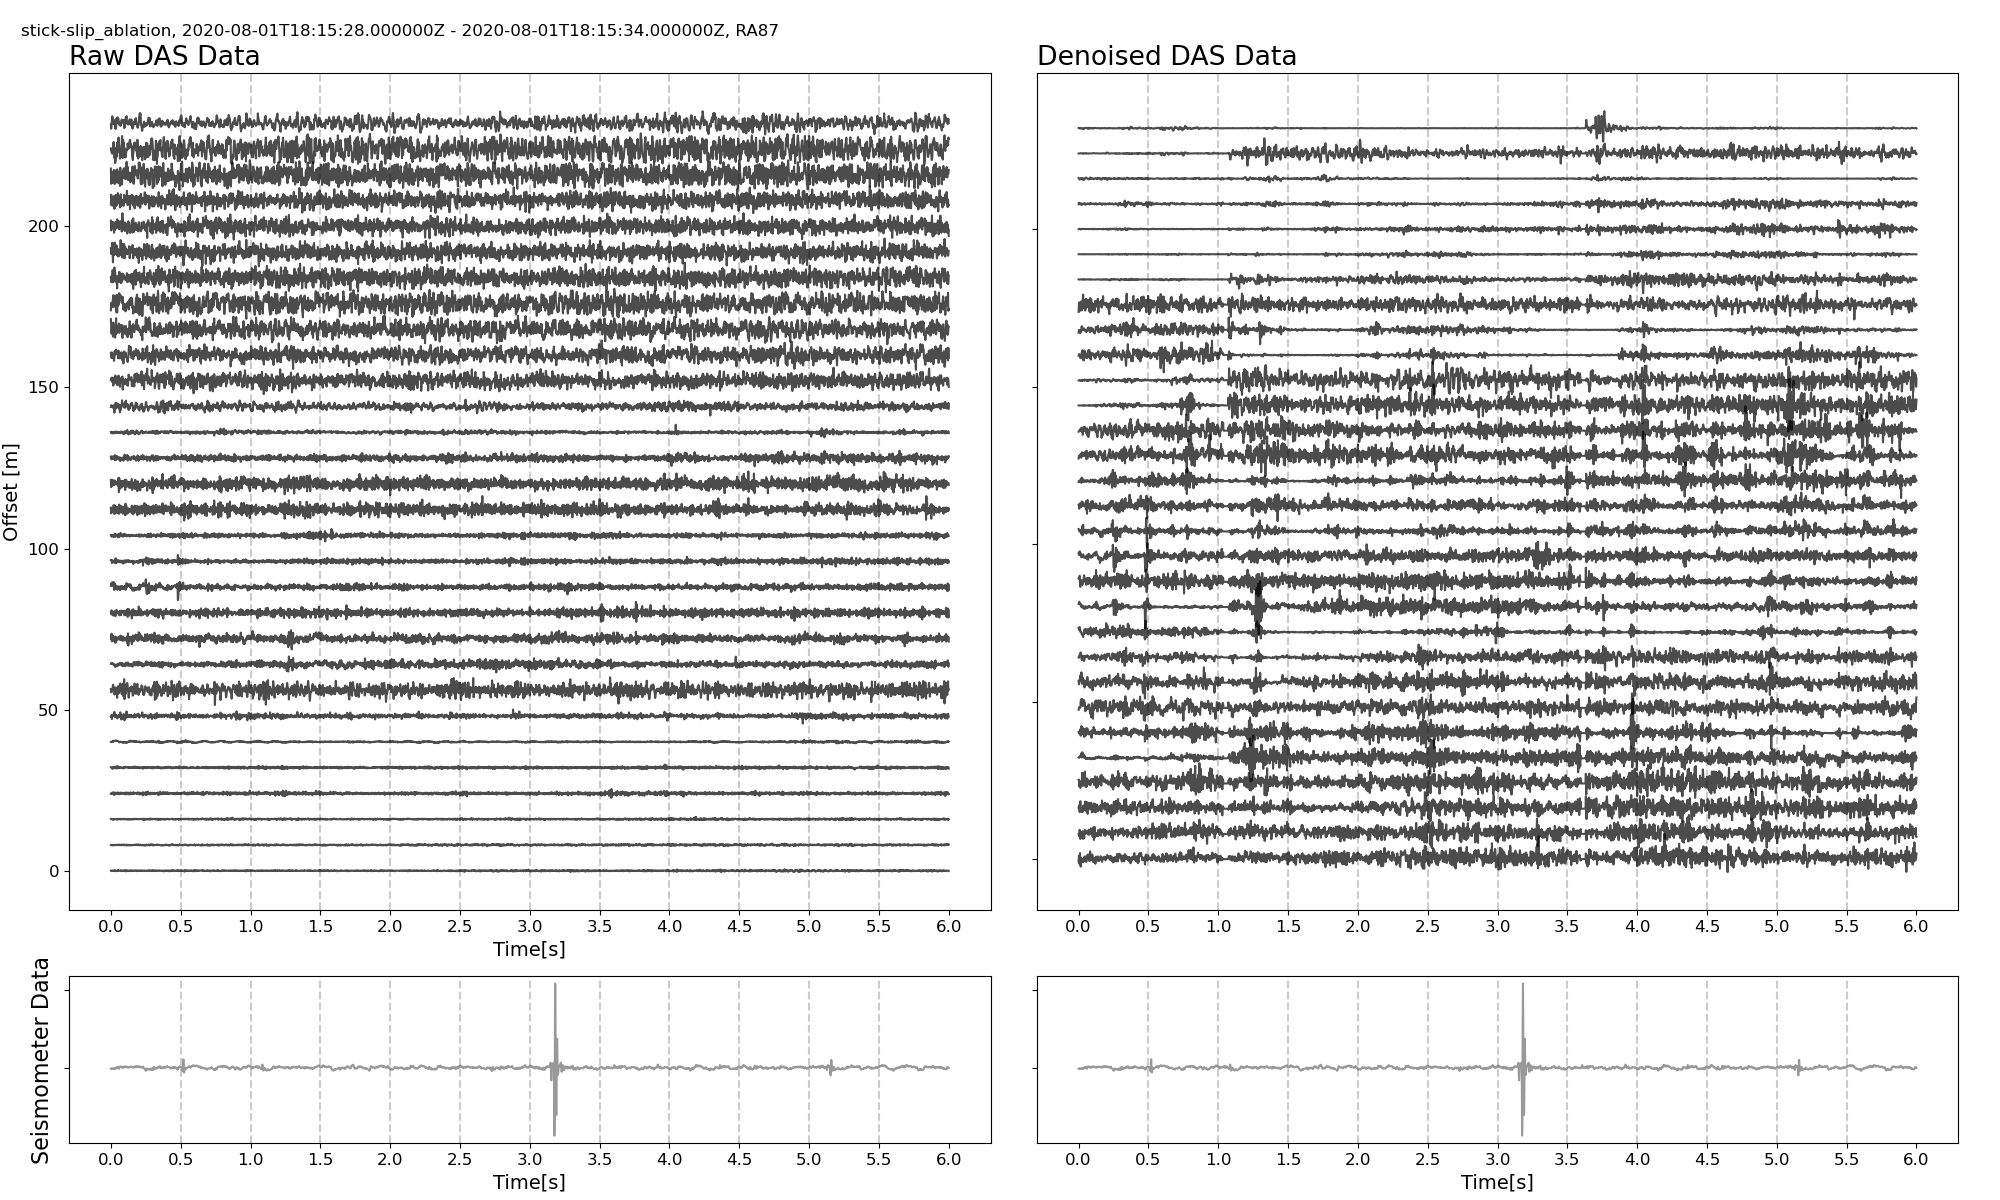 stick-slip_ablation, 2020-08-01T18:15:28.000000Z - 2020-08-01T18:15:34.000000Z, RA87
Raw DAS Data
Denoised DAS Data
Offset [m]
200
150
100
50
0
0.0 0.5 1.0 1.5 2.0 2.5 3.0 3.5 4.0 4.5 5.0 5.5 6.0
Time[s]
0.0 0.5 1.0 1.5 2.0 2.5 3.0 3.5 4.0 4.5 5.0 5.5 6.0
Seismometer Data
0.0 0.5 1.0 1.5 2.0 2.5 3.0 3.5 4.0 4.5 5.0 5.5 6.0
Time[s]
0.0 0.5 1.0 1.5 2.0 2.5 3.0 3.5 4.0 4.5 5.0 5.5 6.0
Time[s]